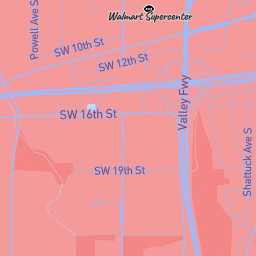 Walmart Supercenter
Powell Ave S
SW 10th St
SW 12th St
SW 16th St
Valley Fwy
SW 19th St
Shattuck Ave S